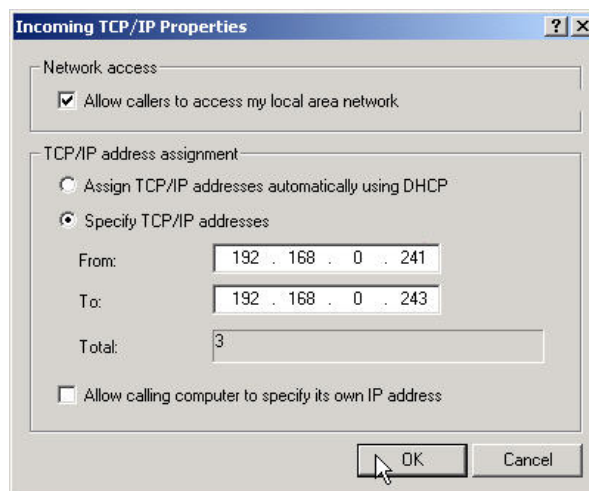 Incoming TCP/IP Properties
Network access
Allow callers to access my local area network
TCP/IP address assignment
Assign TCP/IP addresses automatically using DHCP
Specify TCP/IP addresses
From: 192 . 168 . 0 . 241
To: 192 . 168 . 0 . 243
Total: 3
Allow calling computer to specify its own IP address
OK Cancel